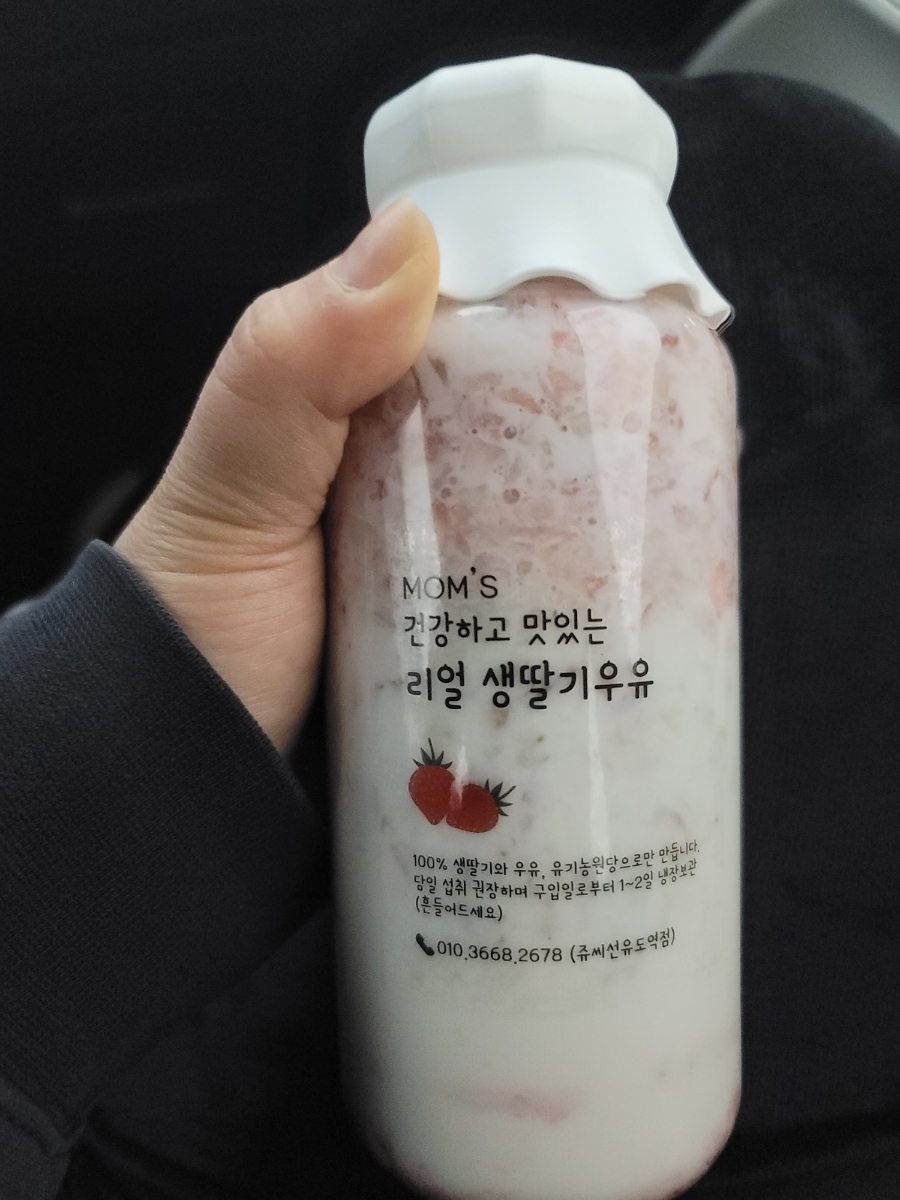 MOM'S
건강하고 맛있는
리얼 생딸기우유
100% 생딸기와 우유, 유기농원당으로만 만듭니다.
당일 섭취 권장하며 구입일로부터 1~2일 냉장보관
(흔들어드세요)
010.3668.2678 (쥬씨선유도역점)